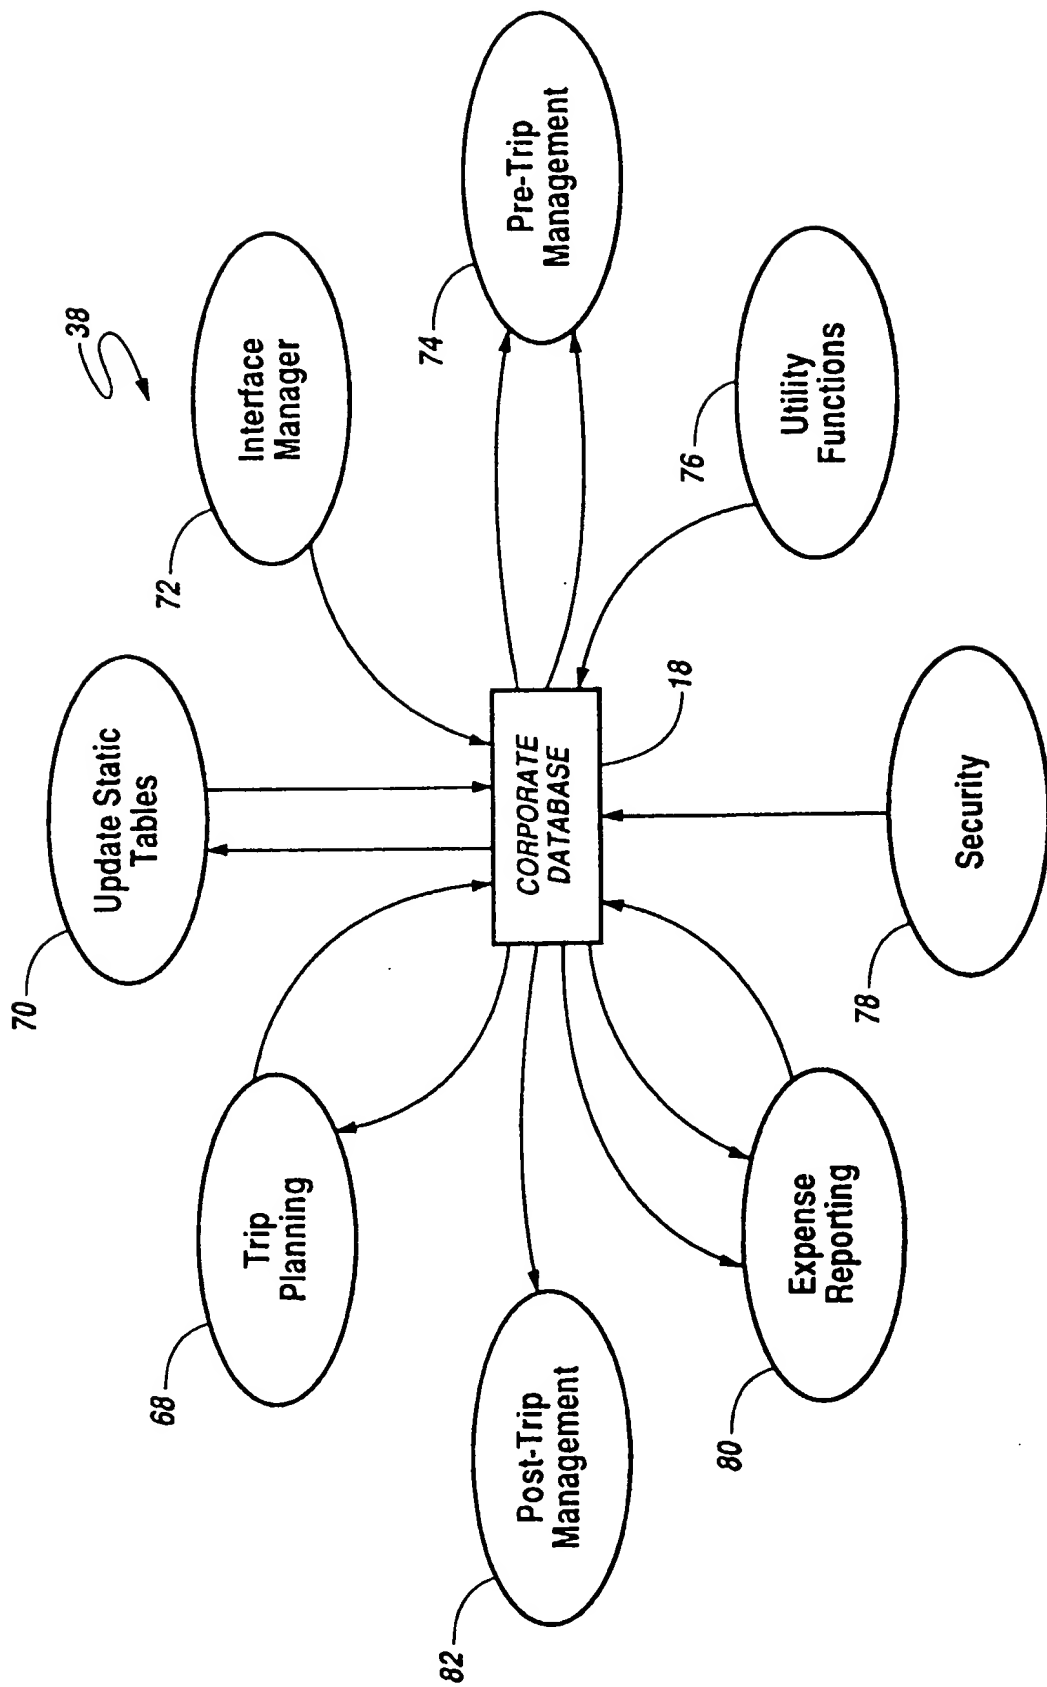 38
70
Update Static
Tables
72
Interface
Manager
68
Trip
Planning
74
Pre-Trip
Management
82
Post-Trip
Management
CORPORATE
DATABASE
18
80
Expense
Reporting
76
Utility
Functions
78
Security